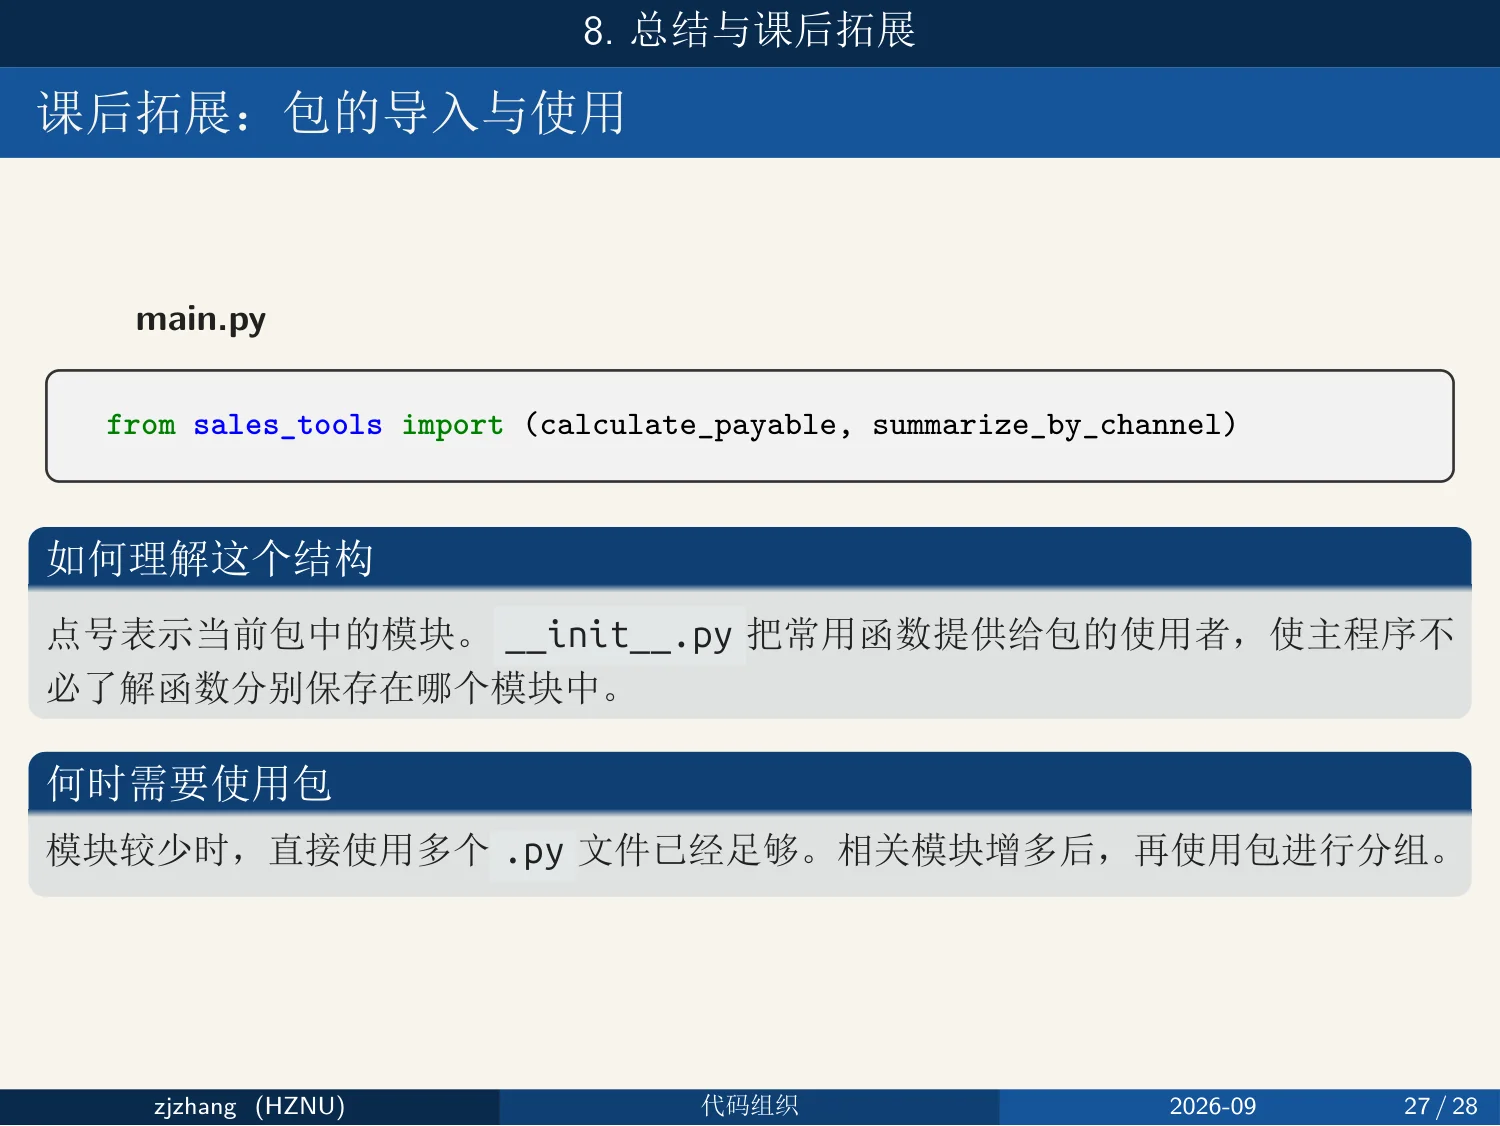 8. 总结与课后拓展
课后拓展：包的导入与使用
main.py
from sales_tools import (calculate_payable, summarize_by_channel)
如何理解这个结构
点号表示当前包中的模块。 __init__.py 把常用函数提供给包的使用者，使主程序不
必了解函数分别保存在哪个模块中。
何时需要使用包
模块较少时，直接使用多个 .py 文件已经足够。相关模块增多后，再使用包进行分组。
zjzhang (HZNU) 代码组织 2026-09 27 / 28